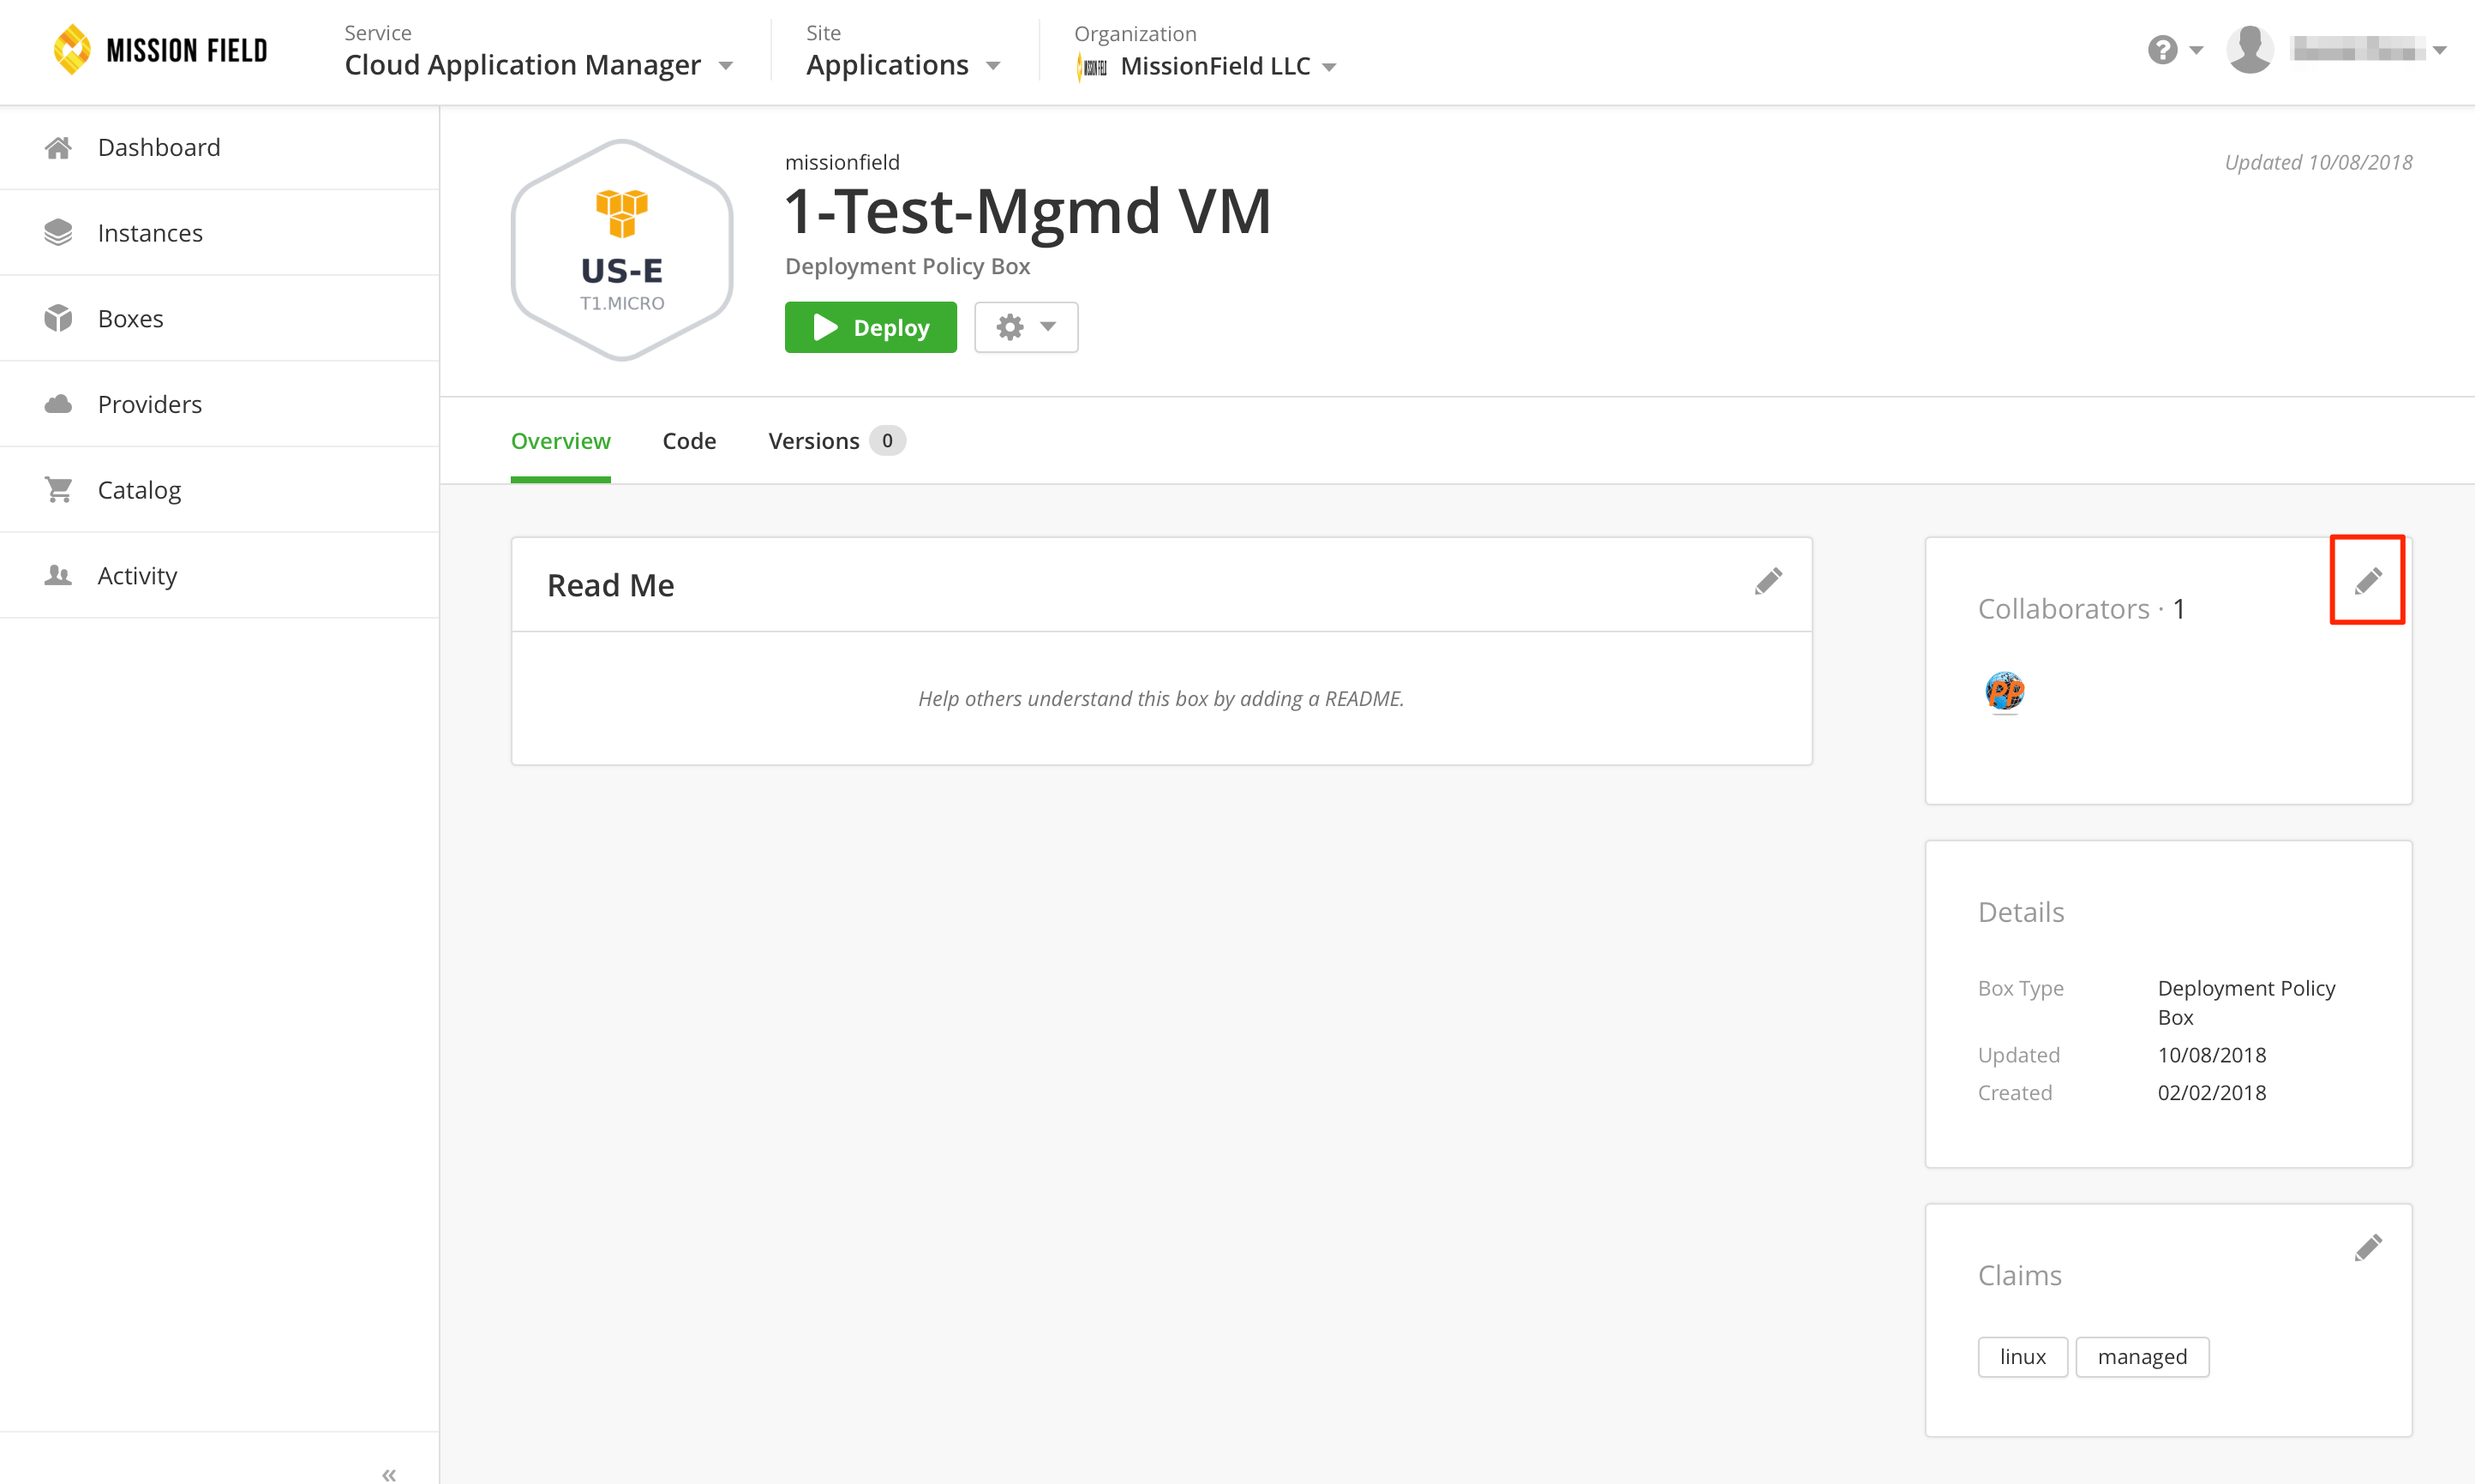 MISSION FIELD
Service
Cloud Application Manager
Site
Applications
Organization
MISSION FIELD MissionField LLC
?
Dashboard
Instances
Boxes
Providers
Catalog
Activity
«
US-E
T1.MICRO
missionfield
Updated 10/08/2018
1-Test-Mgmd VM
Deployment Policy Box
Deploy
Overview Code Versions 0
Read Me
Help others understand this box by adding a README.
Collaborators · 1
PP
Details
Box Type Deployment Policy
Box
Updated 10/08/2018
Created 02/02/2018
Claims
linux managed